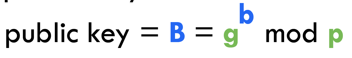 public key = B = g^b mod p